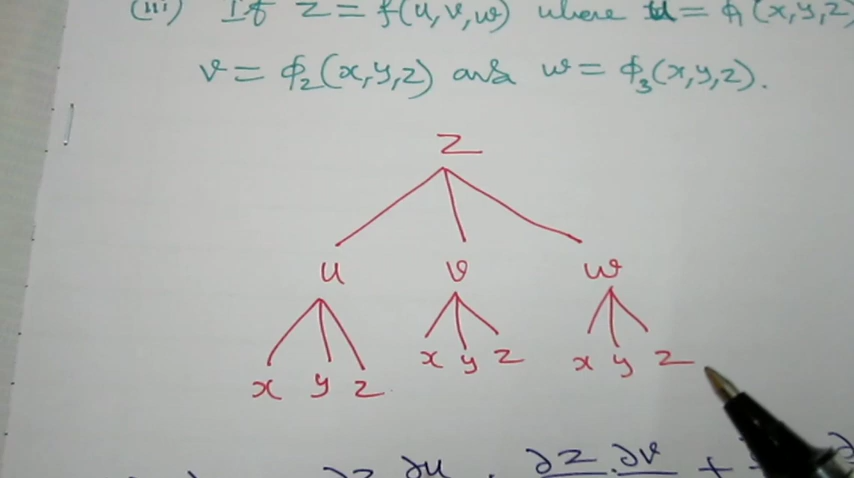 (iii) If z = f(u,v,w) where u = ϕ₁(x,y,z)
v = ϕ₂(x,y,z) and w = ϕ₃(x,y,z).
z
u v w
x y z x y z x y z
∂z ∂u . ∂z . ∂v + ∂